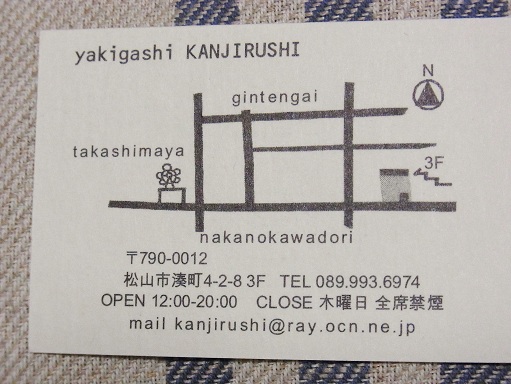 yakigashi KANJIRUSHI
N
gintengai
takashimaya
3F
nakanokawadori
〒790-0012
松山市湊町4-2-8 3F TEL 089.993.6974
OPEN 12:00-20:00 CLOSE 木曜日 全席禁煙
mail kanjirushi@ray.ocn.ne.jp